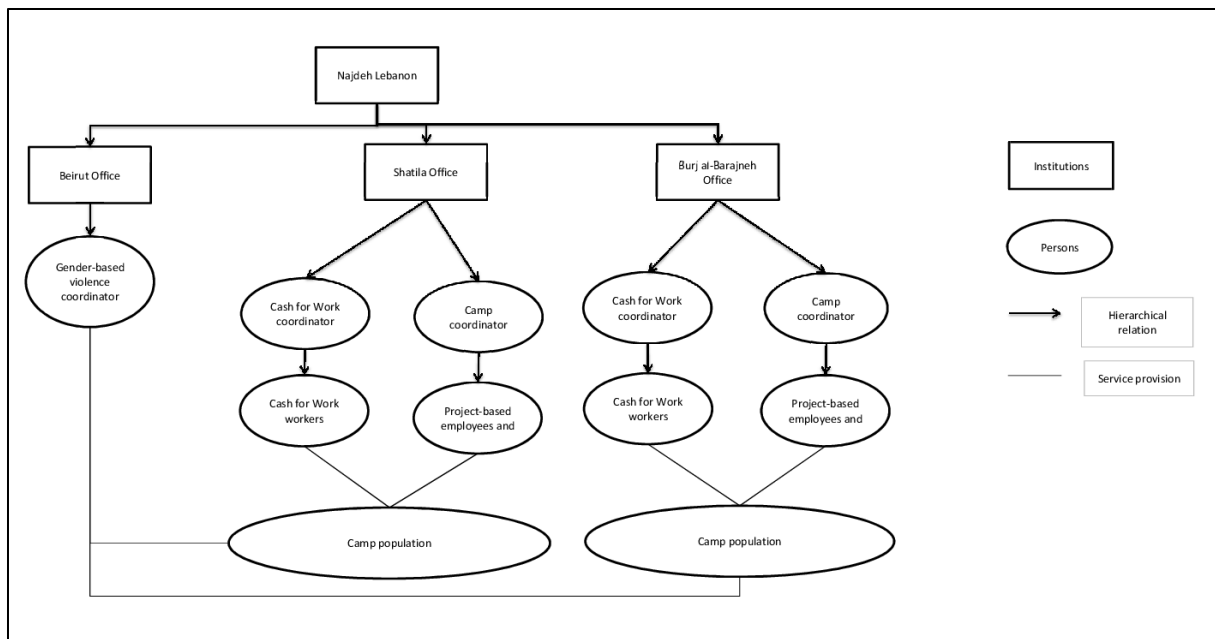 Najdeh Lebanon
Beirut Office
Shatila Office
Burj al-Barajneh
Office
Institutions
Gender-based
violence
coordinator
Persons
Cash for Work
coordinator
Camp
coordinator
Cash for Work
coordinator
Camp
coordinator
Hierarchical
relation
Service provision
Cash for Work
workers
Project-based
employees and
Cash for Work
workers
Project-based
employees and
Camp population
Camp population